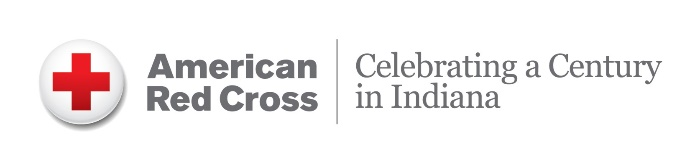 American
Red Cross
Celebrating a Century
in Indiana